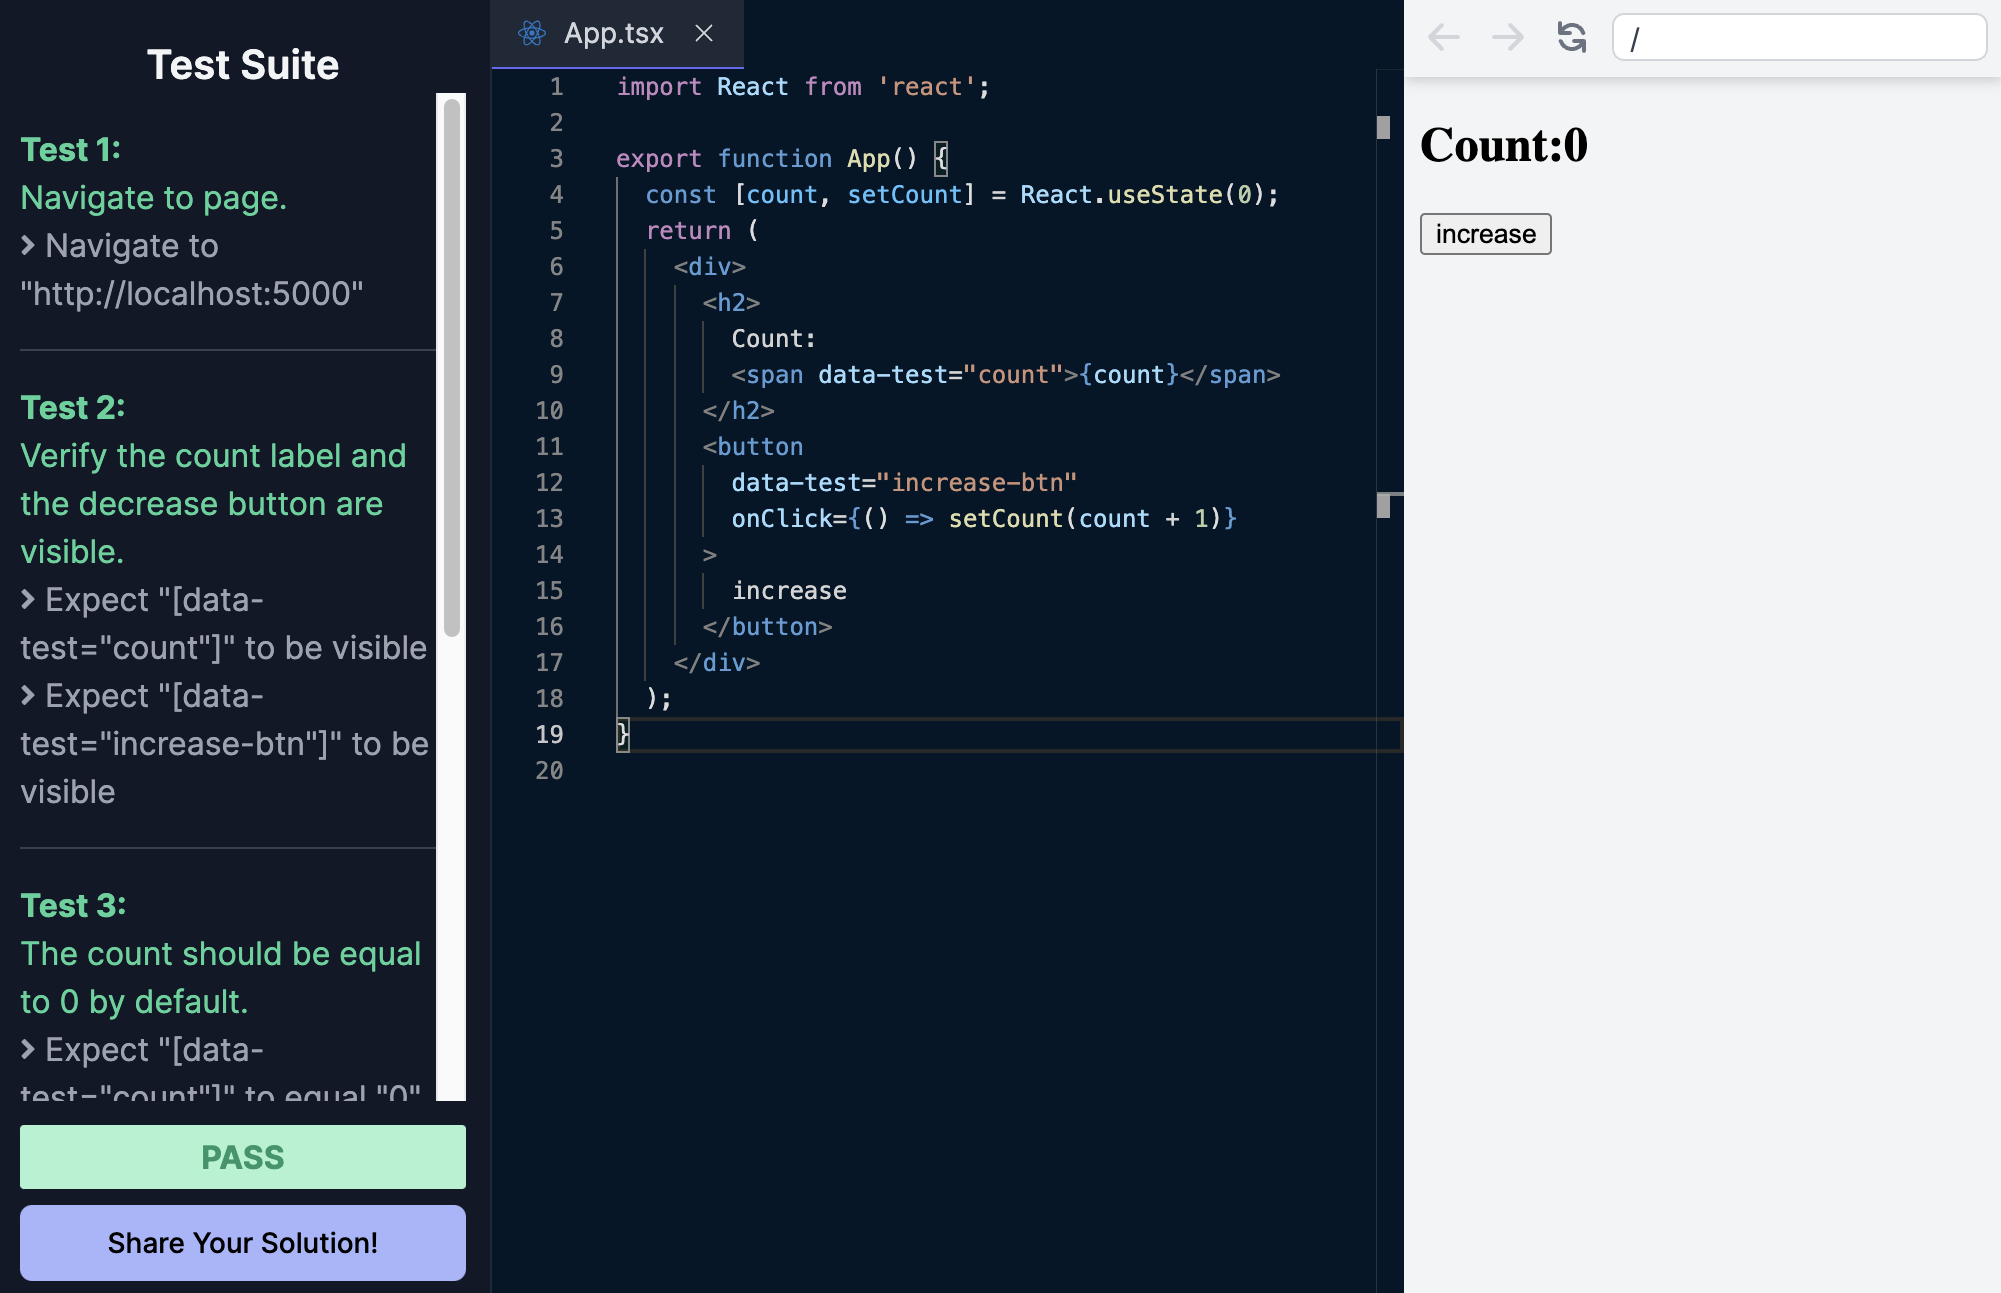 Test Suite
Test 1:
Navigate to page.
> Navigate to
"http://localhost:5000"
Test 2:
Verify the count label and
the decrease button are
visible.
> Expect "[data-
test="count"]" to be visible
> Expect "[data-
test="increase-btn"]" to be
visible
Test 3:
The count should be equal
to 0 by default.
> Expect "[data-
test="count"]" to equal "0"
PASS
Share Your Solution!
App.tsx
1 import React from 'react';
2
3 export function App() {
4 const [count, setCount] = React.useState(0);
5 return (
6 <div>
7 <h2>
8 Count:
9 <span data-test="count">{count}</span>
10 </h2>
11 <button
12 data-test="increase-btn"
13 onClick={() => setCount(count + 1)}
14 >
15 increase
16 </button>
17 </div>
18 );
19 }
20
/
Count:0
increase